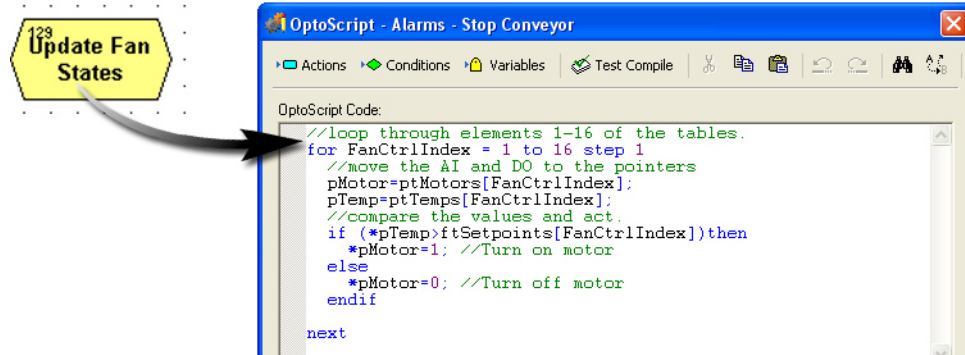 129
Update Fan
States
OptoScript - Alarms - Stop Conveyor
Actions Conditions Variables Test Compile
OptoScript Code:
//loop through elements 1-16 of the tables.
for FanCtrlIndex = 1 to 16 step 1
//move the AI and DO to the pointers
pMotor=ptMotors[FanCtrlIndex];
pTemp=ptTemps[FanCtrlIndex];
//compare the values and act.
if (*pTemp>ftSetpoints[FanCtrlIndex])then
*pMotor=1; //Turn on motor
else
*pMotor=0; //Turn off motor
endif
next